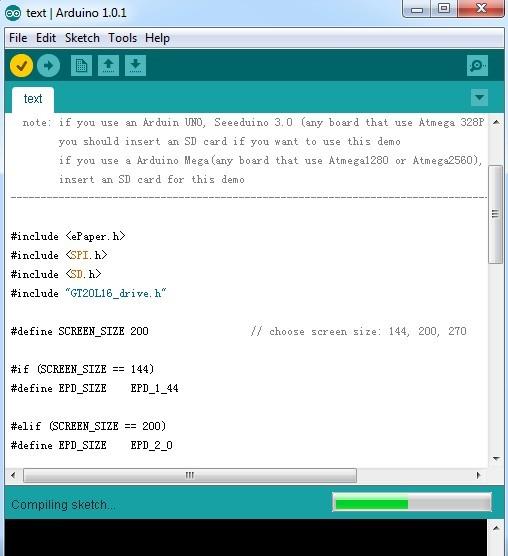 text | Arduino 1.0.1
File Edit Sketch Tools Help
text
note: if you use an Arduin UNO, Seeeduino 3.0 (any board that use Atmega 328P
you should insert an SD card if you want to use this demo
if you use a Arduino Mega(any board that use Atmega1280 or Atmega2560),
insert an SD card for this demo
#include <ePaper.h>
#include <SPI.h>
#include <SD.h>
#include "GT20L16_drive.h"
#define SCREEN_SIZE 200 // choose screen size: 144, 200, 270
#if (SCREEN_SIZE == 144)
#define EPD_SIZE EPD_1_44
#elif (SCREEN_SIZE == 200)
#define EPD_SIZE EPD_2_0
Compiling sketch...